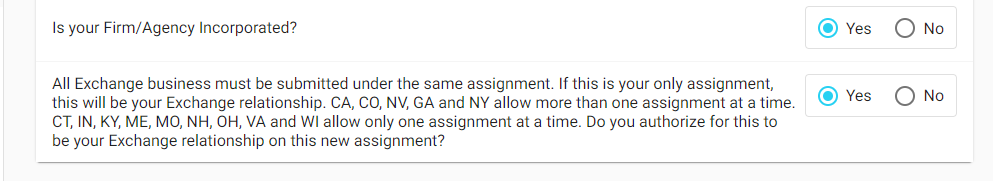 Is your Firm/Agency Incorporated?
Yes
No
All Exchange business must be submitted under the same assignment. If this is your only assignment,
this will be your Exchange relationship. CA, CO, NV, GA and NY allow more than one assignment at a time.
CT, IN, KY, ME, MO, NH, OH, VA and WI allow only one assignment at a time. Do you authorize for this to
be your Exchange relationship on this new assignment?
Yes
No